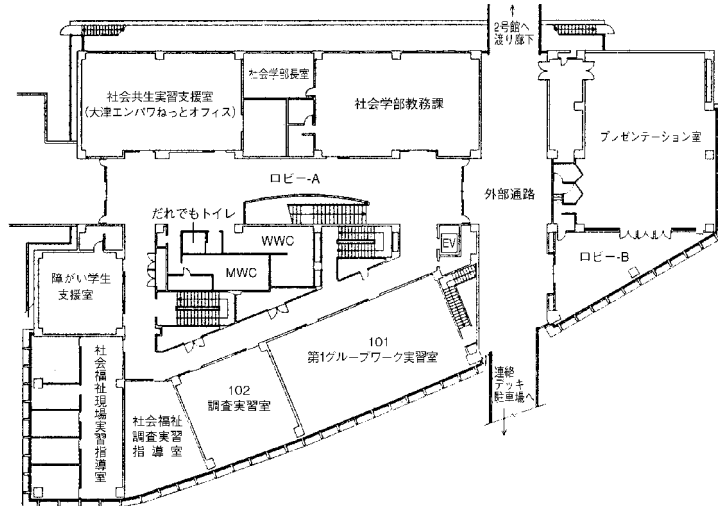 2号館へ
渡り廊下
社会共生実習支援室
(大津エンパワねっとオフィス)
社会学部長室
社会学部教務課
プレゼンテーション室
ロビー-A
外部通路
だれでもトイレ
WWC
MWC
EV
ロビー-B
障がい学生
支援室
101
第1グループワーク実習室
102
調査実習室
社会福祉現場実習指導室
社会福祉
調査実習
指導室
連絡
デッキ
駐車場へ